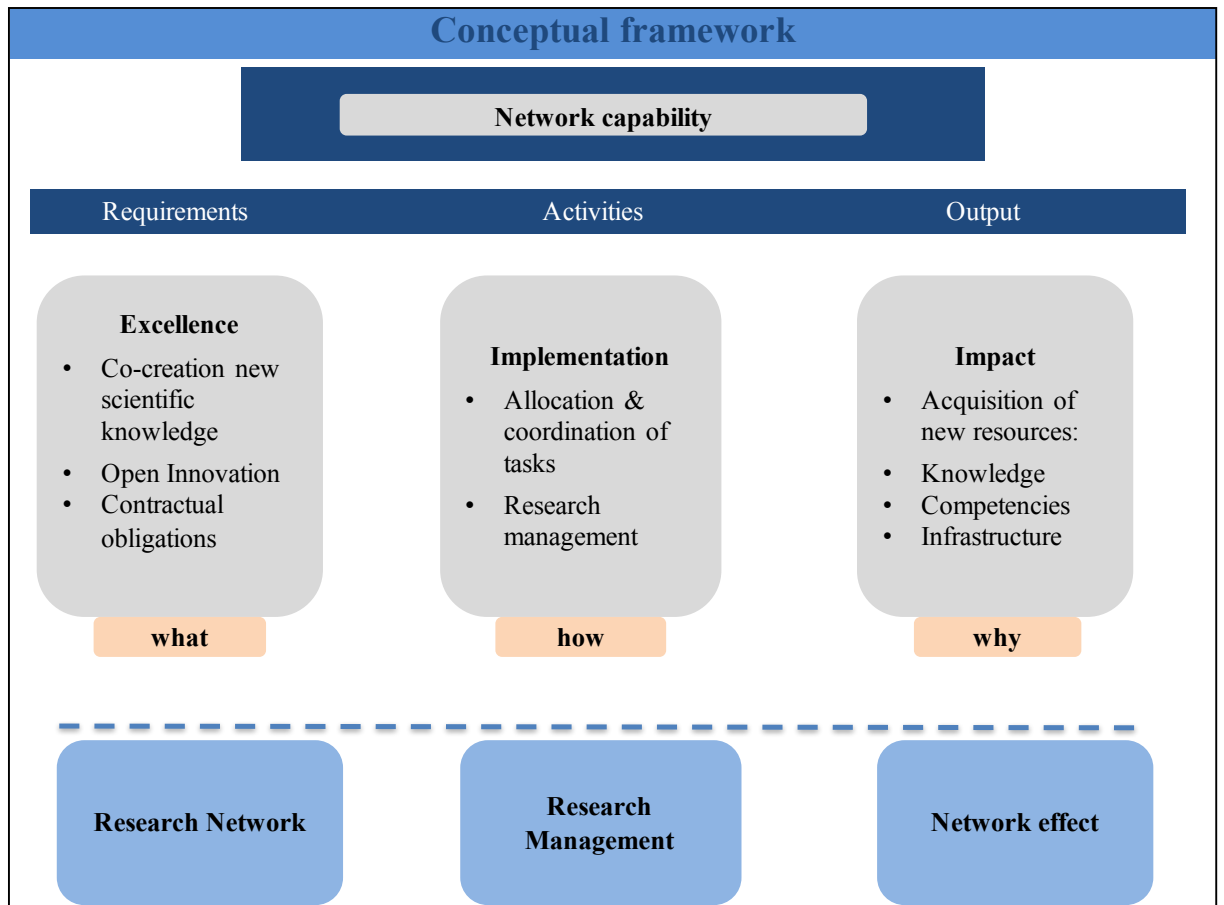 Conceptual framework
Network capability
Requirements Activities Output
Excellence
• Co-creation new
scientific
knowledge
• Open Innovation
• Contractual
obligations
what
Implementation
• Allocation &
coordination of
tasks
• Research
management
how
Impact
• Acquisition of
new resources:
• Knowledge
• Competencies
• Infrastructure
why
Research Network
Research
Management
Network effect